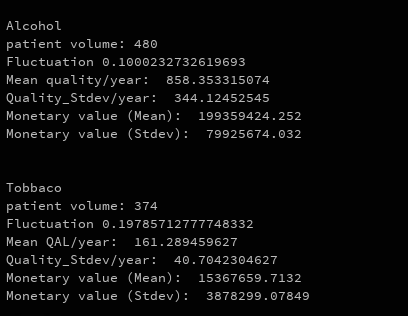 Alcohol
patient volume: 480
Fluctuation 0.1000232732619693
Mean quality/year:  858.353315074
Quality_Stdev/year:  344.12452545
Monetary value (Mean):  199359424.252
Monetary value (Stdev):  79925674.032
Tobbaco
patient volume: 374
Fluctuation 0.19785712777748332
Mean QAL/year:  161.289459627
Quality_Stdev/year:  40.7042304627
Monetary value (Mean):  15367659.7132
Monetary value (Stdev):  3878299.07849